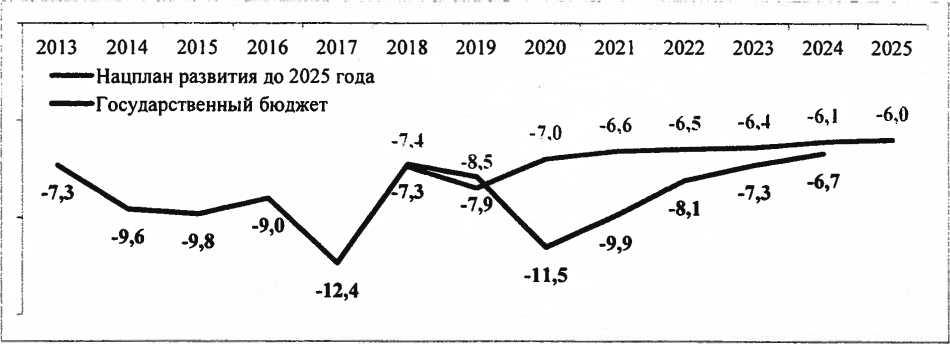 2013 2014 2015 2016 2017 2018 2019 2020 2021 2022 2023 2024 2025
Нацплан развития до 2025 года
Государственный бюджет
-7,4 -8,5 -7,0 -6,6 -6,5 -6,4 -6,1 -6,0
-7,3 -9,6 -9,8 -9,0 -12,4 -7,3 -7,9 -11,5 -9,9 -8,1 -7,3 -6,7